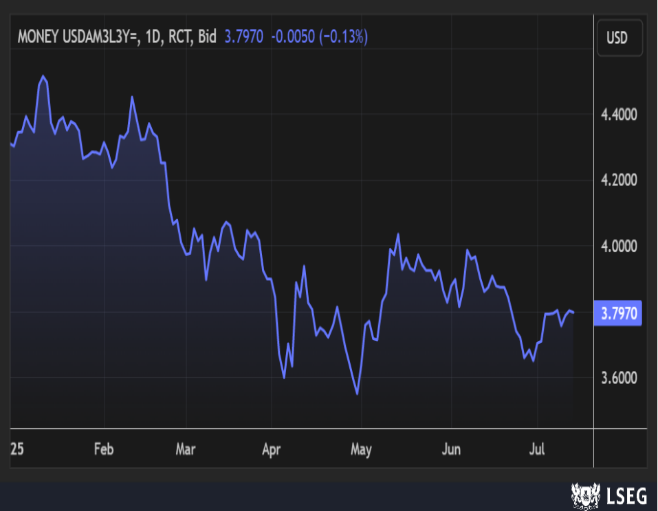 MONEY USDAM3L3Y=, 1D, RCT, Bid 3.7970 -0.0050 (−0.13%)
USD
4.4000
4.2000
4.0000
3.7970
3.6000
25 Feb Mar Apr May Jun Jul
LSEG